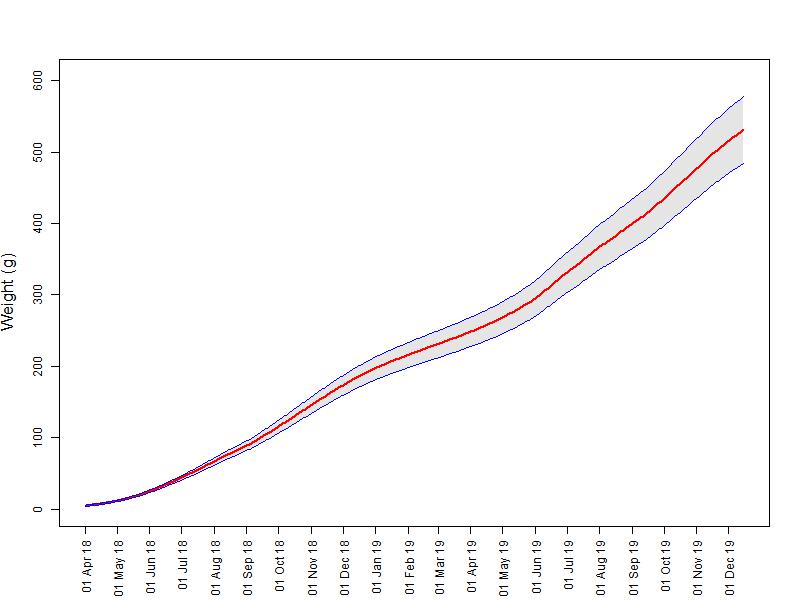 600
500
400
300
200
100
0
Weight (g)
01 Apr 18
01 May 18
01 Jun 18
01 Jul 18
01 Aug 18
01 Sep 18
01 Oct 18
01 Nov 18
01 Dec 18
01 Jan 19
01 Feb 19
01 Mar 19
01 Apr 19
01 May 19
01 Jun 19
01 Jul 19
01 Aug 19
01 Sep 19
01 Oct 19
01 Nov 19
01 Dec 19